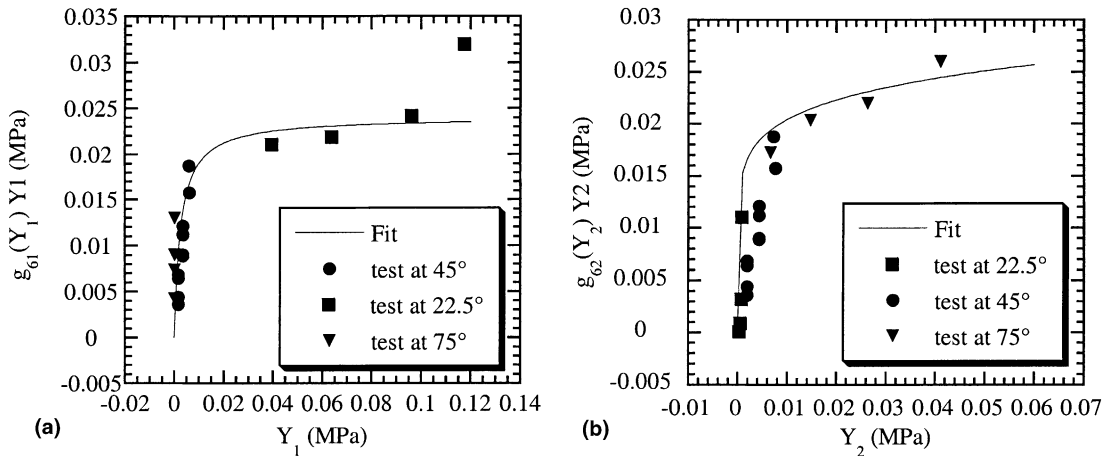 0.035
0.03
0.025
0.02
0.015
0.01
0.005
0
-0.005
g61(Y1) Y1 (MPa)
Fit
test at 45°
test at 22.5°
test at 75°
-0.02 0 0.02 0.04 0.06 0.08 0.1 0.12 0.14
(a)
Y1 (MPa)
0.03
0.025
0.02
0.015
0.01
0.005
0
-0.005
g62(Y2) Y2 (MPa)
Fit
test at 22.5°
test at 45°
test at 75°
-0.01 0 0.01 0.02 0.03 0.04 0.05 0.06 0.07
(b)
Y2 (MPa)